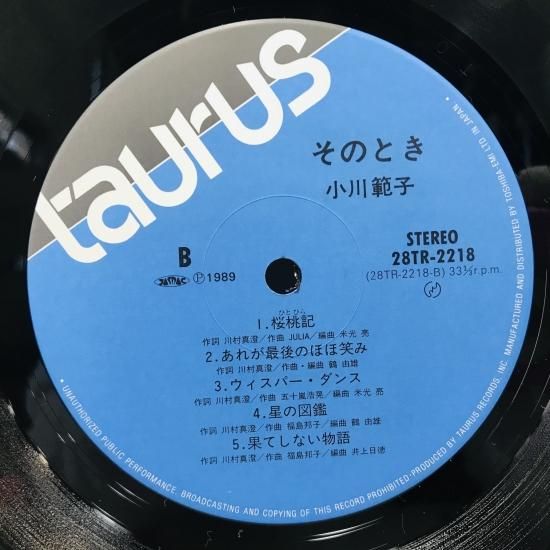 taurus
そのとき
小川範子
B
JASRAC ℗1989
STEREO
28TR-2218
(28TR-2218-B) 33⅓r.p.m.
ひとひら
1.桜桃記
作詞 川村真澄／作曲 JULIA／編曲 米光 亮
2.あれが最後のほほ笑み
作詞 川村真澄／作曲・編曲 鶴 由雄
3.ウィスパー・ダンス
作詞 川村真澄／作曲 五十嵐浩晃／編曲 米光 亮
4.星の図鑑
作詞 川村真澄／作曲 福島邦子／編曲 鶴 由雄
5.果てしない物語
作詞 川村真澄／作曲 福島邦子／編曲 井上日徳
• UNAUTHORIZED PUBLIC PERFORMANCE, BROADCASTING AND COPYING OF THIS RECORD PROHIBITED•PRODUCED BY TAURUS RECORDS INC. MANUFACTURED AND DISTRIBUTED BY TOSHIBA-EMI LTD. IN JAPAN •